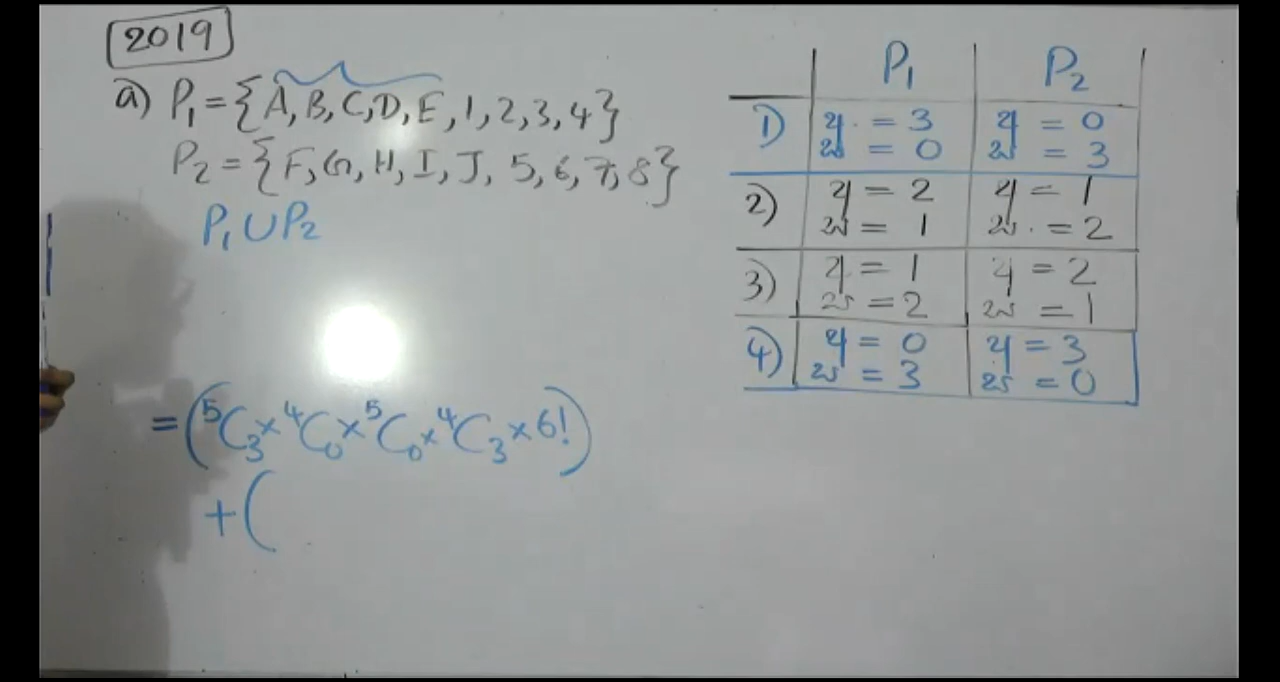 2019
a) P₁ = {A, B, C, D, E, 1, 2, 3, 4}
P₂ = {F, G, H, I, J, 5, 6, 7, 8}
P₁ ∪ P₂
= (⁵C₃ × ⁴C₀ × ⁵C₀ × ⁴C₃ × 6!)
+ (
P₁ P₂
1) අ. = 3 අ = 0
ඉ = 0 ඉ = 3
2) අ = 2 අ = 1
ඉ = 1 ඉ. = 2
3) අ = 1 අ = 2
ඉ = 2 ඉ = 1
4) අ = 0 අ = 3
ඉ = 3 ඉ = 0